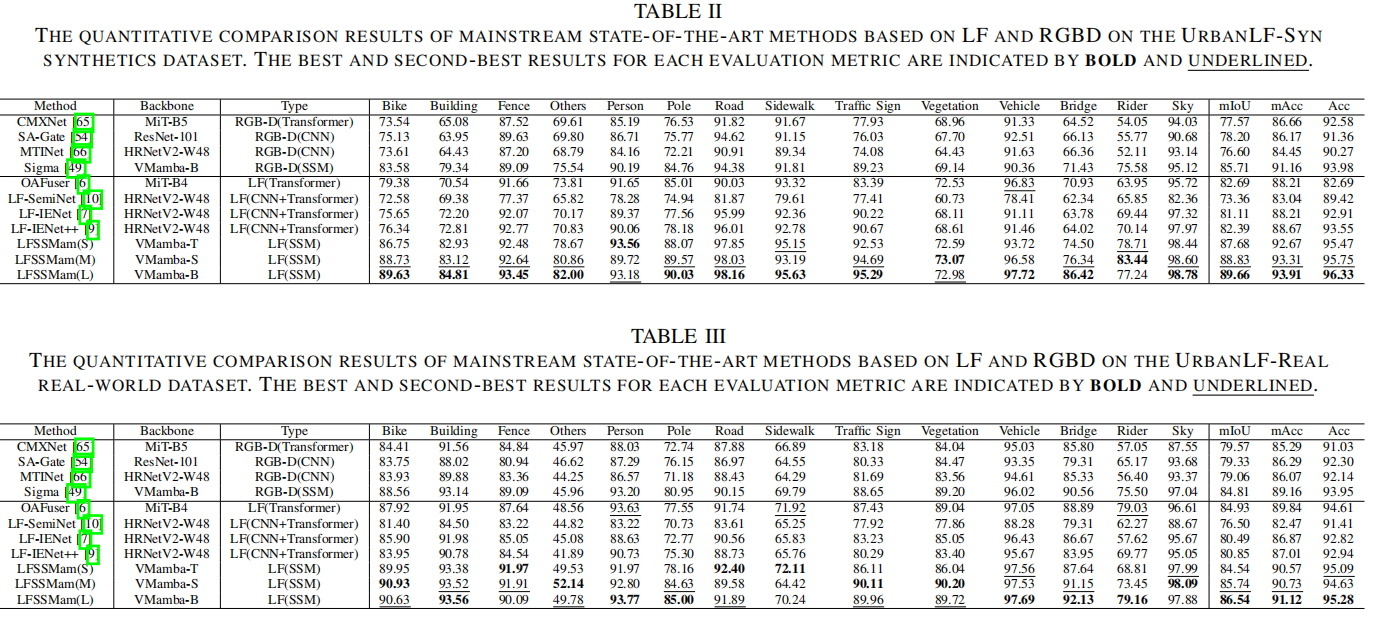 TABLE II
THE QUANTITATIVE COMPARISON RESULTS OF MAINSTREAM STATE-OF-THE-ART METHODS BASED ON LF AND RGBD ON THE URBANLF-SYN
SYNTHETICS DATASET. THE BEST AND SECOND-BEST RESULTS FOR EACH EVALUATION METRIC ARE INDICATED BY BOLD AND UNDERLINED.
Method Backbone Type Bike Building Fence Others Person Pole Road Sidewalk Traffic Sign Vegetation Vehicle Bridge Rider Sky mIoU mAcc Acc
CMXNet [65] MiT-B5 RGB-D(Transformer) 73.54 65.08 87.52 69.61 85.19 76.53 91.82 91.67 77.93 68.96 91.33 64.52 54.05 94.03 77.57 86.66 92.58
SA-Gate [54] ResNet-101 RGB-D(CNN) 75.13 63.95 89.63 69.80 86.71 75.77 94.62 91.15 76.03 67.70 92.51 66.13 55.77 90.68 78.20 86.17 91.36
MTINet [66] HRNetV2-W48 RGB-D(CNN) 73.61 64.43 87.20 68.79 84.16 72.21 90.91 89.34 74.08 64.43 91.63 66.36 52.11 93.14 76.60 84.45 90.27
Sigma [49] VMamba-B RGB-D(SSM) 83.58 79.34 89.09 75.54 90.19 84.76 94.38 91.81 89.23 69.14 90.36 71.43 75.58 95.12 85.71 91.16 93.98
OAFuser [6] MiT-B4 LF(Transformer) 79.38 70.54 91.66 73.81 91.65 85.01 90.03 93.32 83.39 72.53 96.83 70.93 63.95 95.72 82.69 88.21 82.69
LF-SemiNet [10] HRNetV2-W48 LF(CNN+Transformer) 72.58 69.38 77.37 65.82 78.28 74.94 81.87 79.61 77.41 60.73 78.41 62.34 65.85 82.36 73.36 83.04 89.42
LF-IENet [7] HRNetV2-W48 LF(CNN+Transformer) 75.65 72.20 92.07 70.17 89.37 77.56 95.99 92.36 90.22 68.11 91.11 63.78 69.44 97.32 81.11 88.21 92.91
LF-IENet++ [9] HRNetV2-W48 LF(CNN+Transformer) 76.34 72.81 92.77 70.83 90.06 78.18 96.01 92.78 90.67 68.61 91.46 64.02 70.14 97.97 82.39 88.67 93.55
LFSSMam(S) VMamba-T LF(SSM) 86.75 82.93 92.48 78.67 93.56 88.07 97.85 95.15 92.53 72.59 93.72 74.50 78.71 98.44 87.68 92.67 95.47
LFSSMam(M) VMamba-S LF(SSM) 88.73 83.12 92.64 80.86 89.72 89.57 98.03 93.19 94.69 73.07 96.58 76.34 83.44 98.60 88.83 93.31 95.75
LFSSMam(L) VMamba-B LF(SSM) 89.63 84.81 93.45 82.00 93.18 90.03 98.16 95.63 95.29 72.98 97.72 86.42 77.24 98.78 89.66 93.91 96.33
TABLE III
THE QUANTITATIVE COMPARISON RESULTS OF MAINSTREAM STATE-OF-THE-ART METHODS BASED ON LF AND RGBD ON THE URBANLF-REAL
REAL-WORLD DATASET. THE BEST AND SECOND-BEST RESULTS FOR EACH EVALUATION METRIC ARE INDICATED BY BOLD AND UNDERLINED.
Method Backbone Type Bike Building Fence Others Person Pole Road Sidewalk Traffic Sign Vegetation Vehicle Bridge Rider Sky mIoU mAcc Acc
CMXNet [65] MiT-B5 RGB-D(Transformer) 84.41 91.56 84.84 45.97 88.03 72.74 87.88 66.89 83.18 84.04 95.03 85.80 57.05 87.55 79.57 85.29 91.03
SA-Gate [54] ResNet-101 RGB-D(CNN) 83.75 88.02 80.94 46.62 87.29 76.15 86.97 64.55 80.33 84.47 93.35 79.31 65.17 93.68 79.33 86.29 92.30
MTINet [66] HRNetV2-W48 RGB-D(CNN) 83.93 89.88 83.36 44.25 86.57 71.18 88.43 64.29 81.69 83.56 94.61 85.33 56.40 93.37 79.06 86.07 92.14
Sigma [49] VMamba-B RGB-D(SSM) 88.56 93.14 89.09 45.96 93.20 80.95 90.15 69.79 88.65 89.20 96.02 90.56 75.50 97.04 84.81 89.16 93.95
OAFuser [6] MiT-B4 LF(Transformer) 87.92 91.95 87.64 48.56 93.63 77.55 91.74 71.92 87.43 89.04 97.05 88.89 79.03 96.61 84.93 89.84 94.61
LF-SemiNet [10] HRNetV2-W48 LF(CNN+Transformer) 81.40 84.50 83.22 44.82 83.22 70.73 83.61 65.25 77.92 77.86 88.28 79.31 62.27 88.67 76.50 82.47 91.41
LF-IENet [7] HRNetV2-W48 LF(CNN+Transformer) 85.90 91.98 85.05 45.08 88.63 72.77 90.56 65.83 83.23 85.05 96.43 86.67 57.62 95.67 80.49 86.87 92.82
LF-IENet++ [9] HRNetV2-W48 LF(CNN+Transformer) 83.95 90.78 84.54 41.89 90.73 75.30 88.73 65.76 80.29 83.40 95.67 83.95 69.77 95.05 80.85 87.01 92.94
LFSSMam(S) VMamba-T LF(SSM) 89.95 93.38 91.97 49.53 91.97 78.16 92.40 72.11 86.11 86.04 97.56 87.64 68.81 97.99 84.54 90.57 95.09
LFSSMam(M) VMamba-S LF(SSM) 90.93 93.52 91.91 52.14 92.80 84.63 89.58 64.42 90.11 90.20 97.53 91.15 73.45 98.09 85.74 90.73 94.63
LFSSMam(L) VMamba-B LF(SSM) 90.63 93.56 90.09 49.78 93.77 85.00 91.89 70.24 89.96 89.72 97.69 92.13 79.16 97.88 86.54 91.12 95.28